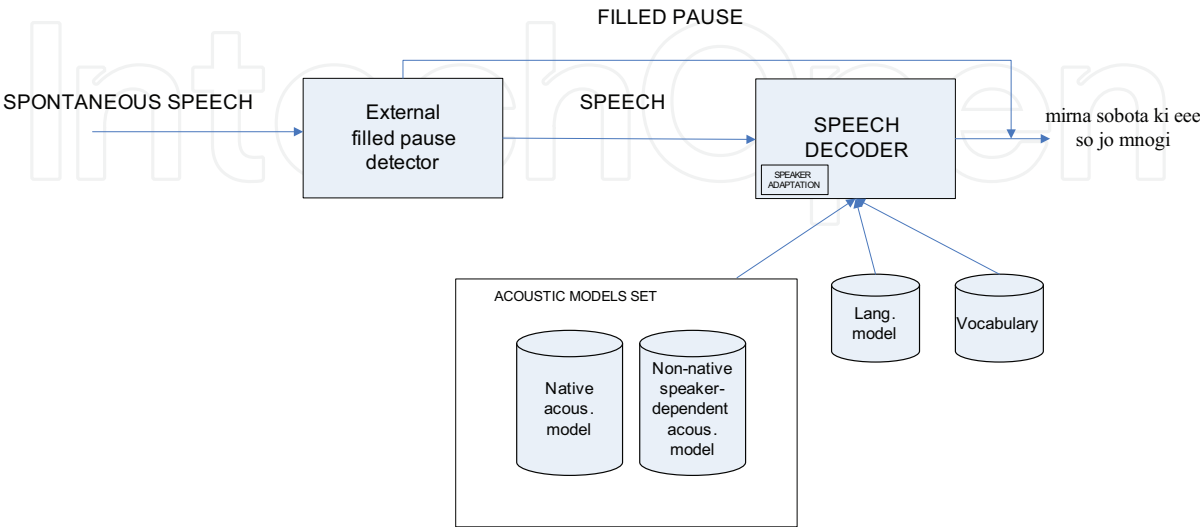 FILLED PAUSE
IntechOpen
SPONTANEOUS SPEECH
External
filled pause
detector
SPEECH
SPEECH
DECODER
SPEAKER
ADAPTATION
mirna sobota ki eee
so jo mnogi
ACOUSTIC MODELS SET
Native
acous.
model
Non-native
speaker-
dependent
acous.
model
Lang.
model
Vocabulary